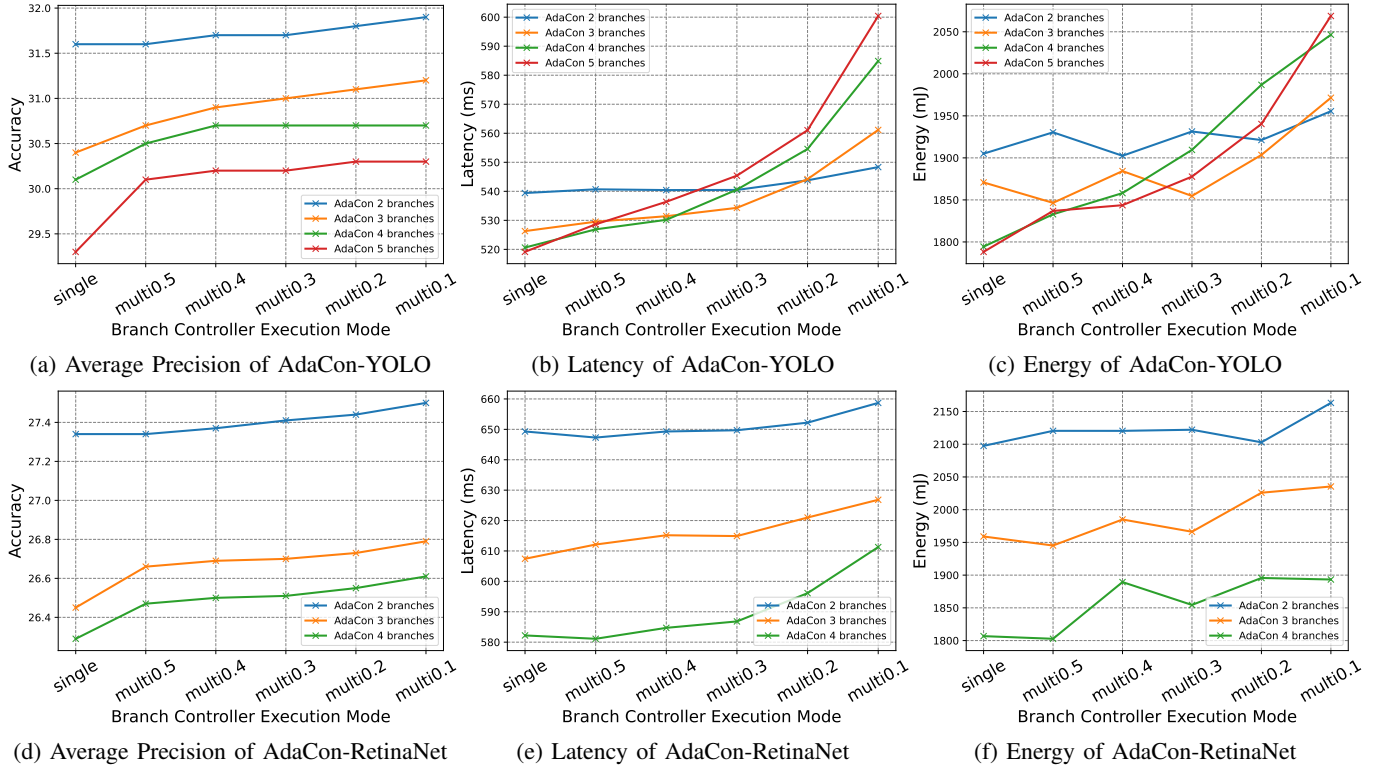 32.0
31.5
31.0
30.5
30.0
29.5
Accuracy
AdaCon 2 branches
AdaCon 3 branches
AdaCon 4 branches
AdaCon 5 branches
single
multi0.5
multi0.4
multi0.3
multi0.2
multi0.1
Branch Controller Execution Mode
(a) Average Precision of AdaCon-YOLO
600
590
580
570
560
550
540
530
520
Latency (ms)
AdaCon 2 branches
AdaCon 3 branches
AdaCon 4 branches
AdaCon 5 branches
single
multi0.5
multi0.4
multi0.3
multi0.2
multi0.1
Branch Controller Execution Mode
(b) Latency of AdaCon-YOLO
2050
2000
1950
1900
1850
1800
Energy (mJ)
AdaCon 2 branches
AdaCon 3 branches
AdaCon 4 branches
AdaCon 5 branches
single
multi0.5
multi0.4
multi0.3
multi0.2
multi0.1
Branch Controller Execution Mode
(c) Energy of AdaCon-YOLO
27.4
27.2
27.0
26.8
26.6
26.4
Accuracy
AdaCon 2 branches
AdaCon 3 branches
AdaCon 4 branches
single
multi0.5
multi0.4
multi0.3
multi0.2
multi0.1
Branch Controller Execution Mode
(d) Average Precision of AdaCon-RetinaNet
660
650
640
630
620
610
600
590
580
Latency (ms)
AdaCon 2 branches
AdaCon 3 branches
AdaCon 4 branches
single
multi0.5
multi0.4
multi0.3
multi0.2
multi0.1
Branch Controller Execution Mode
(e) Latency of AdaCon-RetinaNet
2150
2100
2050
2000
1950
1900
1850
1800
Energy (mJ)
AdaCon 2 branches
AdaCon 3 branches
AdaCon 4 branches
single
multi0.5
multi0.4
multi0.3
multi0.2
multi0.1
Branch Controller Execution Mode
(f) Energy of AdaCon-RetinaNet